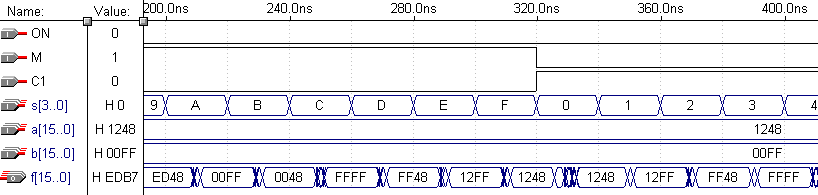 Name: Value: 200.0ns 240.0ns 280.0ns 320.0ns 360.0ns 400.0ns
ON 0
M 1
C1 0
s[3..0] H 0 9 A B C D E F 0 1 2 3 4
a[15..0] H 1248 1248
b[15..0] H 00FF 00FF
f[15..0] H EDB7 ED48 00FF 0048 FFFF FF48 12FF 1248 1248 12FF FF48 FFFF